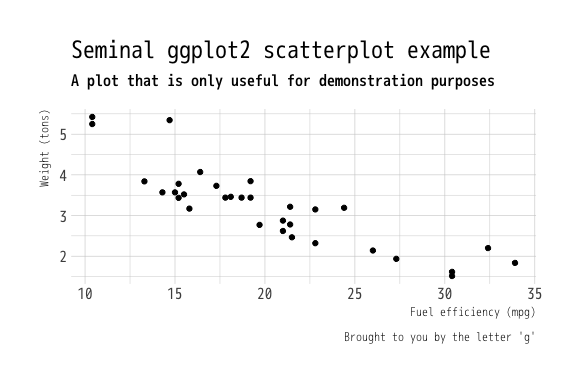 Seminal ggplot2 scatterplot example
A plot that is only useful for demonstration purposes
Weight (tons)
5
4
3
2
10 15 20 25 30 35
Fuel efficiency (mpg)
Brought to you by the letter 'g'